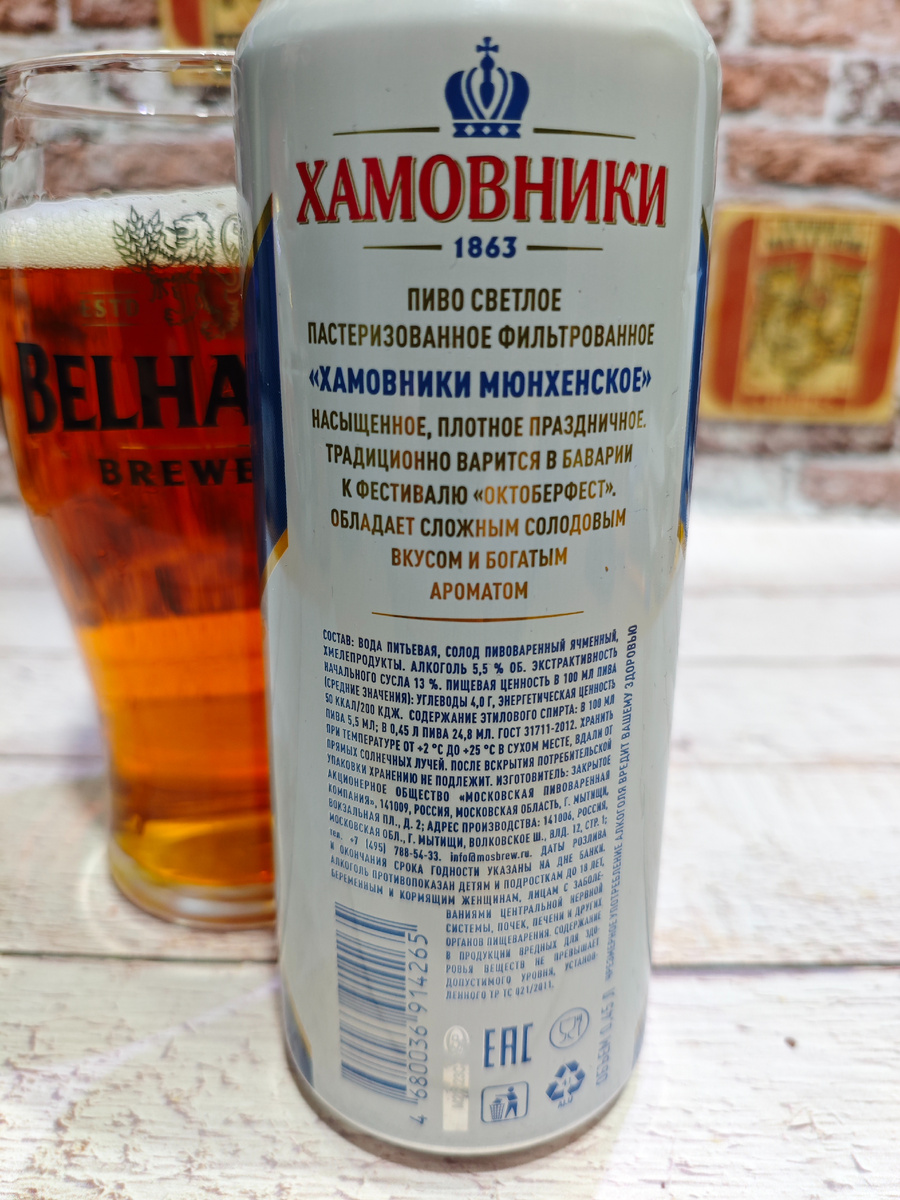 ХАМОВНИКИ
1863
ПИВО СВЕТЛОЕ
ПАСТЕРИЗОВАННОЕ ФИЛЬТРОВАННОЕ
«ХАМОВНИКИ МЮНХЕНСКОЕ»
НАСЫЩЕННОЕ, ПЛОТНОЕ ПРАЗДНИЧНОЕ.
ТРАДИЦИОННО ВАРИТСЯ В БАВАРИИ
К ФЕСТИВАЛЮ «ОКТОБЕРФЕСТ».
ОБЛАДАЕТ СЛОЖНЫМ СОЛОДОВЫМ
ВКУСОМ И БОГАТЫМ
АРОМАТОМ
СОСТАВ: ВОДА ПИТЬЕВАЯ, СОЛОД ПИВОВАРЕННЫЙ ЯЧМЕННЫЙ,
ХМЕЛЕПРОДУКТЫ. АЛКОГОЛЬ 5,5 % ОБ. ЭКСТРАКТИВНОСТЬ
НАЧАЛЬНОГО СУСЛА 13 %. ПИЩЕВАЯ ЦЕННОСТЬ В 100 МЛ ПИВА
(СРЕДНИЕ ЗНАЧЕНИЯ): УГЛЕВОДЫ 4,0 Г, ЭНЕРГЕТИЧЕСКАЯ ЦЕННОСТЬ
50 ККАЛ/200 КДЖ. СОДЕРЖАНИЕ ЭТИЛОВОГО СПИРТА: В 100 МЛ
ПИВА 5,5 МЛ; В 0,45 Л ПИВА 24,8 МЛ. ГОСТ 31711-2012. ХРАНИТЬ
ПРИ ТЕМПЕРАТУРЕ ОТ +2 °С ДО +25 °С В СУХОМ МЕСТЕ, ВДАЛИ ОТ
ПРЯМЫХ СОЛНЕЧНЫХ ЛУЧЕЙ. ПОСЛЕ ВСКРЫТИЯ ПОТРЕБИТЕЛЬСКОЙ
УПАКОВКИ ХРАНЕНИЮ НЕ ПОДЛЕЖИТ. ИЗГОТОВИТЕЛЬ: ЗАКРЫТОЕ
АКЦИОНЕРНОЕ ОБЩЕСТВО «МОСКОВСКАЯ ПИВОВАРЕННАЯ
КОМПАНИЯ», 141009, РОССИЯ, МОСКОВСКАЯ ОБЛАСТЬ, Г. МЫТИЩИ,
ВОКЗАЛЬНАЯ ПЛ., Д. 2; АДРЕС ПРОИЗВОДСТВА: 141006, РОССИЯ,
МОСКОВСКАЯ ОБЛ., Г. МЫТИЩИ, ВОЛКОВСКОЕ Ш., ВЛД. 12, СТР. 1;
тел. +7 (495) 788-54-33. info@mosbrew.ru. ДАТЫ РОЗЛИВА
И ОКОНЧАНИЯ СРОКА ГОДНОСТИ УКАЗАНЫ НА ДНЕ БАНКИ.
АЛКОГОЛЬ ПРОТИВОПОКАЗАН ДЕТЯМ И ПОДРОСТКАМ ДО 18 ЛЕТ,
БЕРЕМЕННЫМ И КОРМЯЩИМ ЖЕНЩИНАМ, ЛИЦАМ С ЗАБОЛЕ-
ВАНИЯМИ ЦЕНТРАЛЬНОЙ НЕРВНОЙ
СИСТЕМЫ, ПОЧЕК, ПЕЧЕНИ И ДРУГИХ
ОРГАНОВ ПИЩЕВАРЕНИЯ. СОДЕРЖАНИЕ
В ПРОДУКЦИИ ВРЕДНЫХ ДЛЯ ЗДО-
РОВЬЯ ВЕЩЕСТВ НЕ ПРЕВЫШАЕТ
ДОПУСТИМОГО УРОВНЯ, УСТАНОВ-
ЛЕННОГО ТР ТС 021/2011.
ЧРЕЗМЕРНОЕ УПОТРЕБЛЕНИЕ АЛКОГОЛЯ ВРЕДИТ ВАШЕМУ ЗДОРОВЬЮ
ОБЪЕМ 0,45 Л
4 680036 914265
EAC
ALU
ESTD
BELHA
BREWE